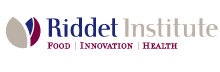 Riddet Institute
FOOD | INNOVATION | HEALTH